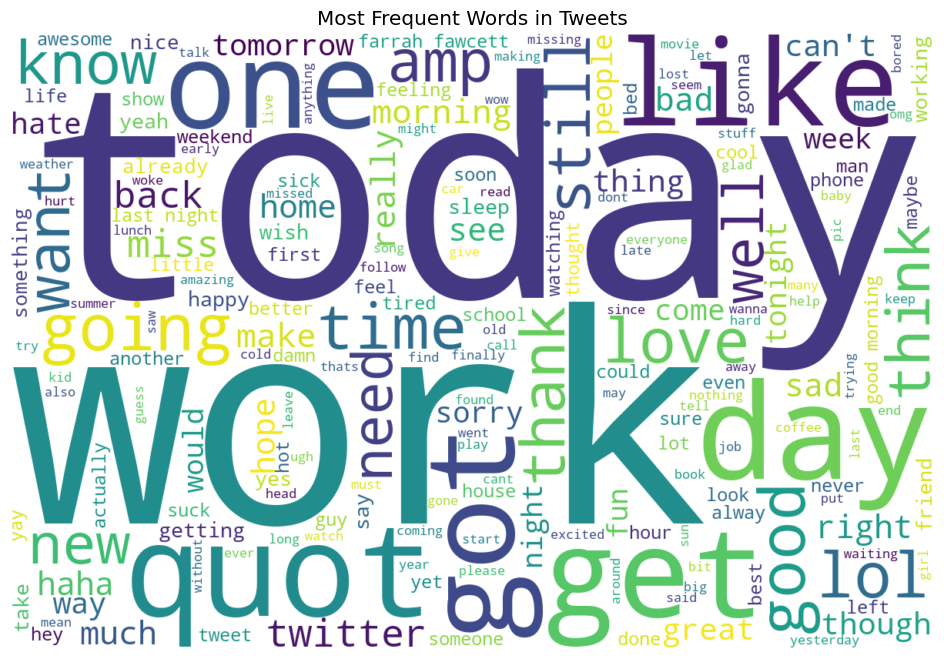 Most Frequent Words in Tweets
awesome nice tomorrow farrah fawcett missing people can't bored
know talk one amp making still like movie let working
life show live anything feeling wow bed lost seem gonna made omg
hate yeah weekend morning might bad stuff week
weather early today really soon thing cool man
already woke sick car read dont glad phone
hurt back missed home sleep well baby maybe
want last night wish see watching thought everyone pic
something lunch first song give late tonight think
miss little follow feel many
summer amazing happy better tired school since wanna help keep
going saw make time old thank come hard good morning
try another cold damn call love away trying
kid thats find finally could sad
also need sorry may even nothing
work guess leave found sure tell day end
would hope hot went play lot job coffee last
actually yes ugh got cant book never
suck head must house look put friend
yay getting guy say gone night fun alway
new long watch coming start excited hour sun right
haha quot ever year please get bit good waiting
take way without yet around big best lol girl
mean much said left
hey tweet twitter someone done great though
yesterday